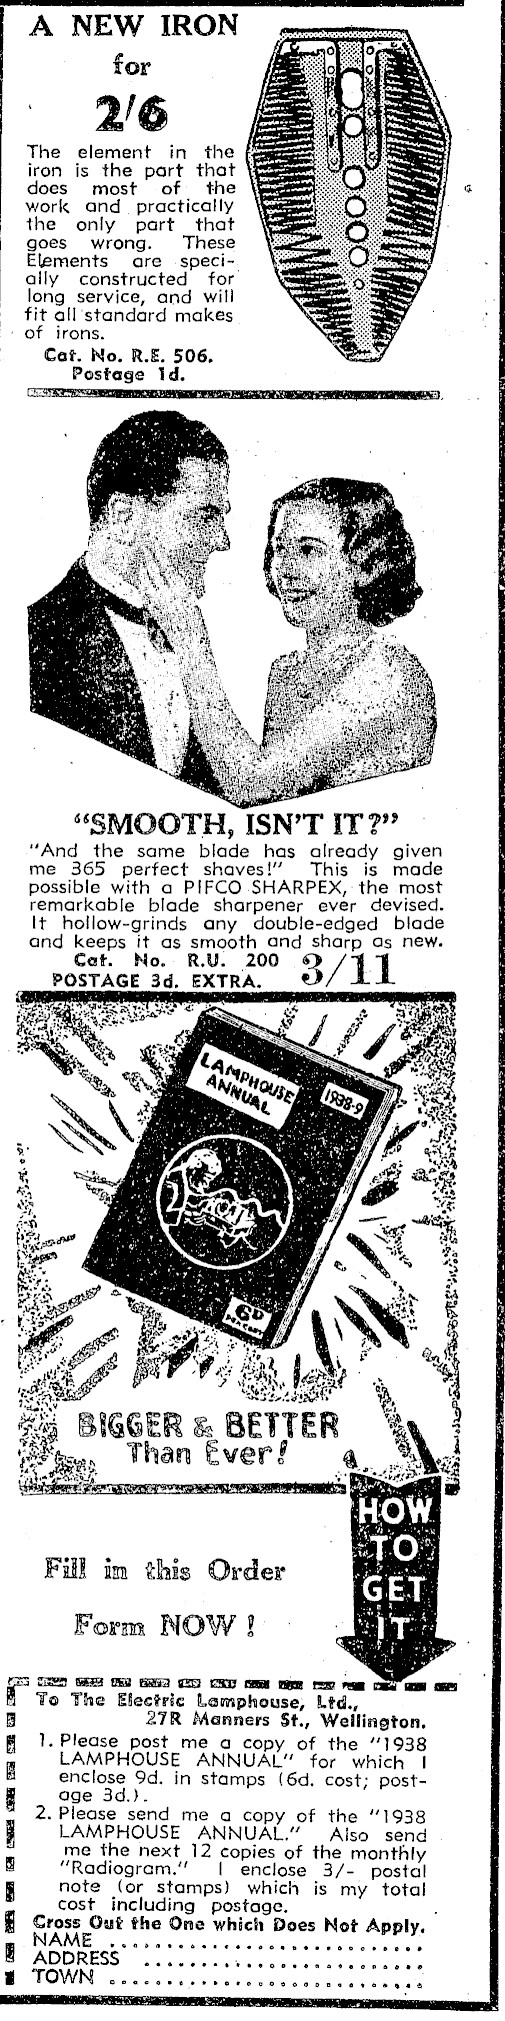 A NEW IRON
for
2/6
The element in the
iron is the part that
does most of the
work and practically
the only part that
goes wrong. These
Elements are speci-
ally constructed for
long service, and will
fit all standard makes
of irons.
Cat. No. R.E. 506.
Postage 1d.
"SMOOTH, ISN'T IT?"
"And the same blade has already given
me 365 perfect shaves!" This is made
possible with a PIFCO SHARPEX, the most
remarkable blade sharpener ever devised.
It hollow-grinds any double-edged blade
and keeps it as smooth and sharp as new.
Cat. No. R.U. 200 3/11
POSTAGE 3d. EXTRA.
LAMPHOUSE
ANNUAL
1938-9
6D
BIGGER & BETTER
Than Ever!
HOW
TO
GET
IT
Fill in this Order
Form NOW!
To The Electric Lamphouse, Ltd.,
27R Manners St., Wellington.
1. Please post me a copy of the "1938
LAMPHOUSE ANNUAL" for which I
enclose 9d. in stamps (6d. cost; post-
age 3d.).
2. Please send me a copy of the "1938
LAMPHOUSE ANNUAL." Also send
me the next 12 copies of the monthly
"Radiogram." I enclose 3/- postal
note (or stamps) which is my total
cost including postage.
Cross Out the One which Does Not Apply.
NAME ..............................
ADDRESS ..........................
TOWN ..............................